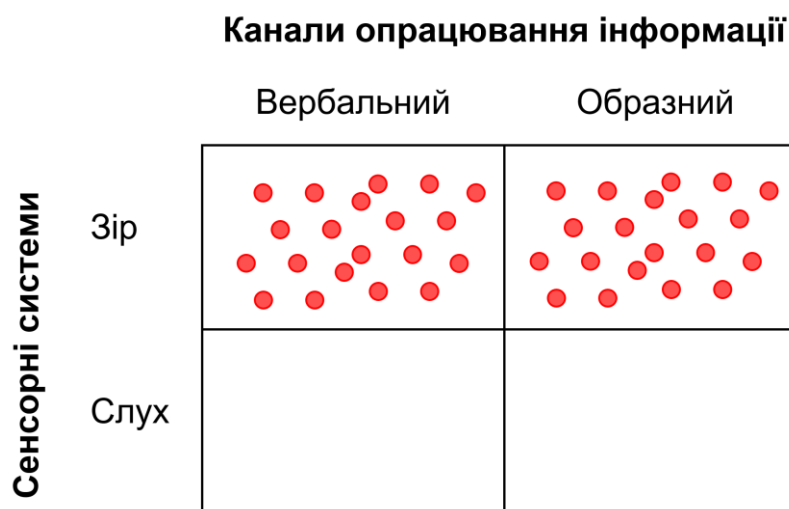 Канали опрацювання інформації
Вербальний
Образний
Сенсорні системи
Зір
Слух